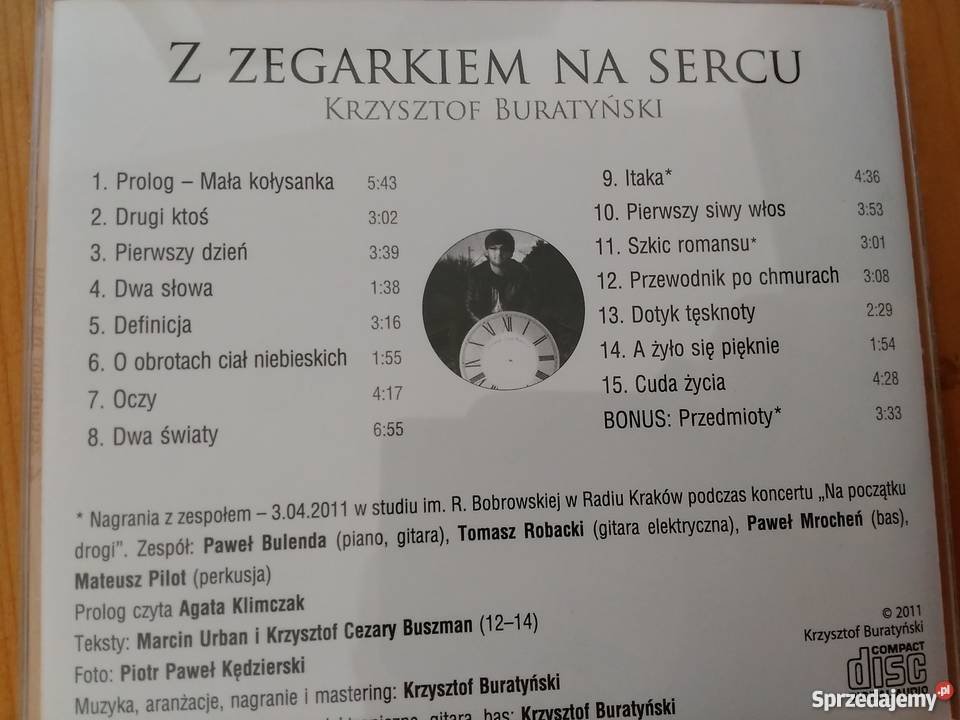 Z ZEGARKIEM NA SERCU
KRZYSZTOF BURATYŃSKI
1. Prolog – Mała kołysanka 5:43
2. Drugi ktoś 3:02
3. Pierwszy dzień 3:39
4. Dwa słowa 1:38
5. Definicja 3:16
6. O obrotach ciał niebieskich 1:55
7. Oczy 4:17
8. Dwa światy 6:55
9. Itaka* 4:36
10. Pierwszy siwy włos 3:53
11. Szkic romansu* 3:01
12. Przewodnik po chmurach 3:08
13. Dotyk tęsknoty 2:29
14. A żyło się pięknie 1:54
15. Cuda życia 4:28
BONUS: Przedmioty* 3:33
* Nagrania z zespołem – 3.04.2011 w studiu im. R. Bobrowskiej w Radiu Kraków podczas koncertu „Na początku
drogi”. Zespół: Paweł Bulenda (piano, gitara), Tomasz Robacki (gitara elektryczna), Paweł Mrocheń (bas),
Mateusz Pilot (perkusja)
Prolog czyta Agata Klimczak
Teksty: Marcin Urban i Krzysztof Cezary Buszman (12–14)
Foto: Piotr Paweł Kędzierski
Muzyka, aranżacje, nagranie i mastering: Krzysztof Buratyński
gitara, bas: Krzysztof Buratyński
© 2011
Krzysztof Buratyński
COMPACT
disc
AUDIO
Sprzedajemy.pl